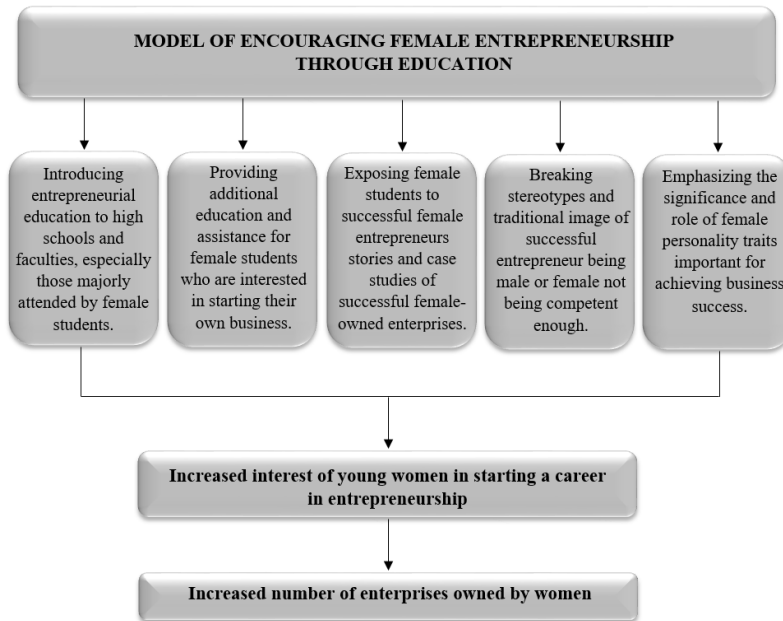 MODEL OF ENCOURAGING FEMALE ENTREPRENEURSHIP
THROUGH EDUCATION
Introducing
entrepreneurial
education to high
schools and
faculties, especially
those majorly
attended by female
students.
Providing
additional
education and
assistance for
female students
who are interested
in starting their
own business.
Exposing female
students to
successful female
entrepreneurs
stories and case
studies of
successful female-
owned enterprises.
Breaking
stereotypes and
traditional image of
successful
entrepreneur being
male or female not
being competent
enough.
Emphasizing the
significance and
role of female
personality traits
important for
achieving business
success.
Increased interest of young women in starting a career
in entrepreneurship
Increased number of enterprises owned by women